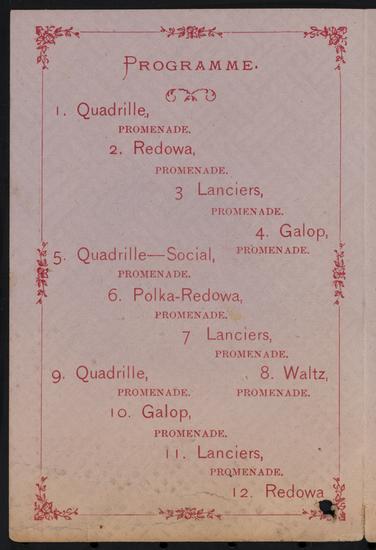 PROGRAMME.
1. Quadrille,
PROMENADE.
2. Redowa,
PROMENADE.
3 Lanciers,
PROMENADE.
4. Galop,
PROMENADE.
5. Quadrille—Social,
PROMENADE.
6. Polka-Redowa,
PROMENADE.
7 Lanciers,
PROMENADE.
8. Waltz,
PROMENADE.
9. Quadrille,
PROMENADE.
10. Galop,
PROMENADE.
11. Lanciers,
PROMENADE.
12. Redowa